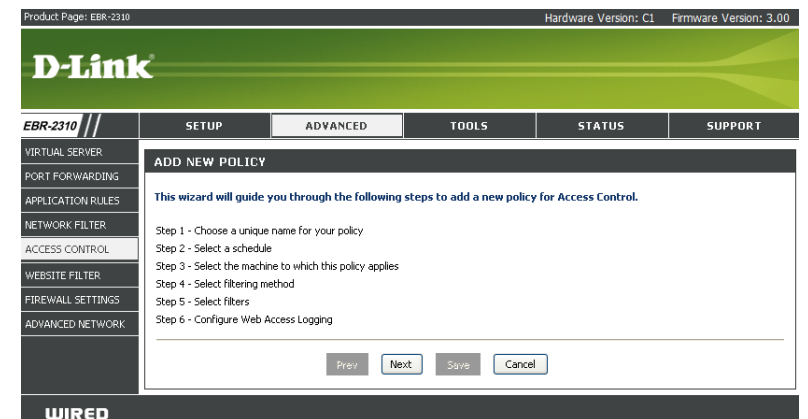 Product Page: EBR-2310 Hardware Version: C1 Firmware Version: 3.00
D-Link
EBR-2310 SETUP ADVANCED TOOLS STATUS SUPPORT
VIRTUAL SERVER
PORT FORWARDING
APPLICATION RULES
NETWORK FILTER
ACCESS CONTROL
WEBSITE FILTER
FIREWALL SETTINGS
ADVANCED NETWORK
ADD NEW POLICY
This wizard will guide you through the following steps to add a new policy for Access Control.
Step 1 - Choose a unique name for your policy
Step 2 - Select a schedule
Step 3 - Select the machine to which this policy applies
Step 4 - Select filtering method
Step 5 - Select filters
Step 6 - Configure Web Access Logging
Prev Next Save Cancel
WIRED